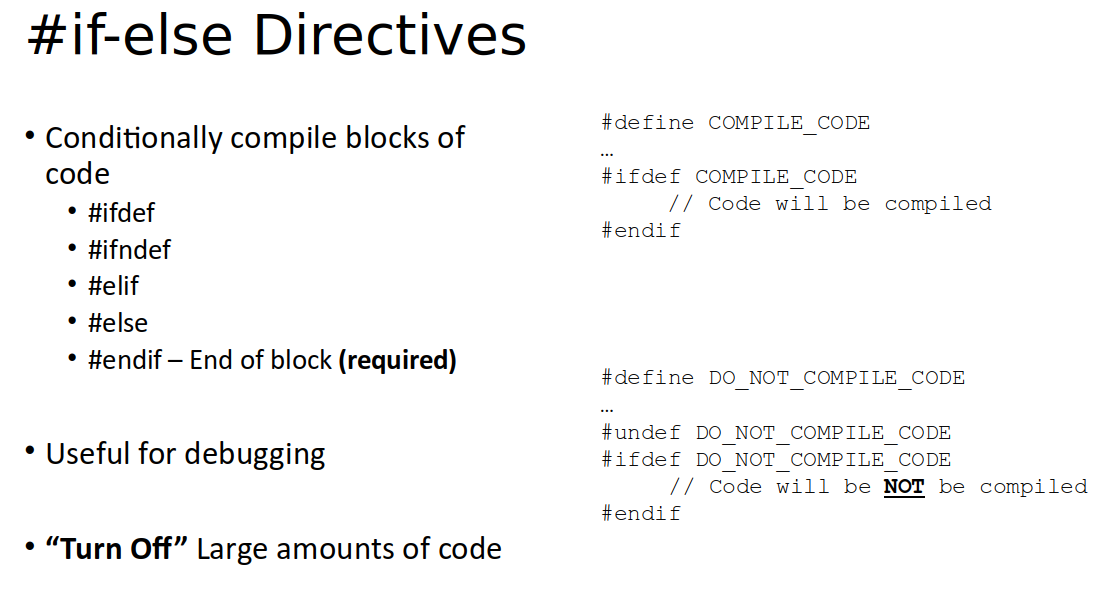 #if-else Directives
• Conditionally compile blocks of
code
• #ifdef
• #ifndef
• #elif
• #else
• #endif – End of block (required)
• Useful for debugging
• “Turn Off” Large amounts of code
#define COMPILE_CODE
…
#ifdef COMPILE_CODE
// Code will be compiled
#endif
#define DO_NOT_COMPILE_CODE
…
#undef DO_NOT_COMPILE_CODE
#ifdef DO_NOT_COMPILE_CODE
// Code will be NOT be compiled
#endif